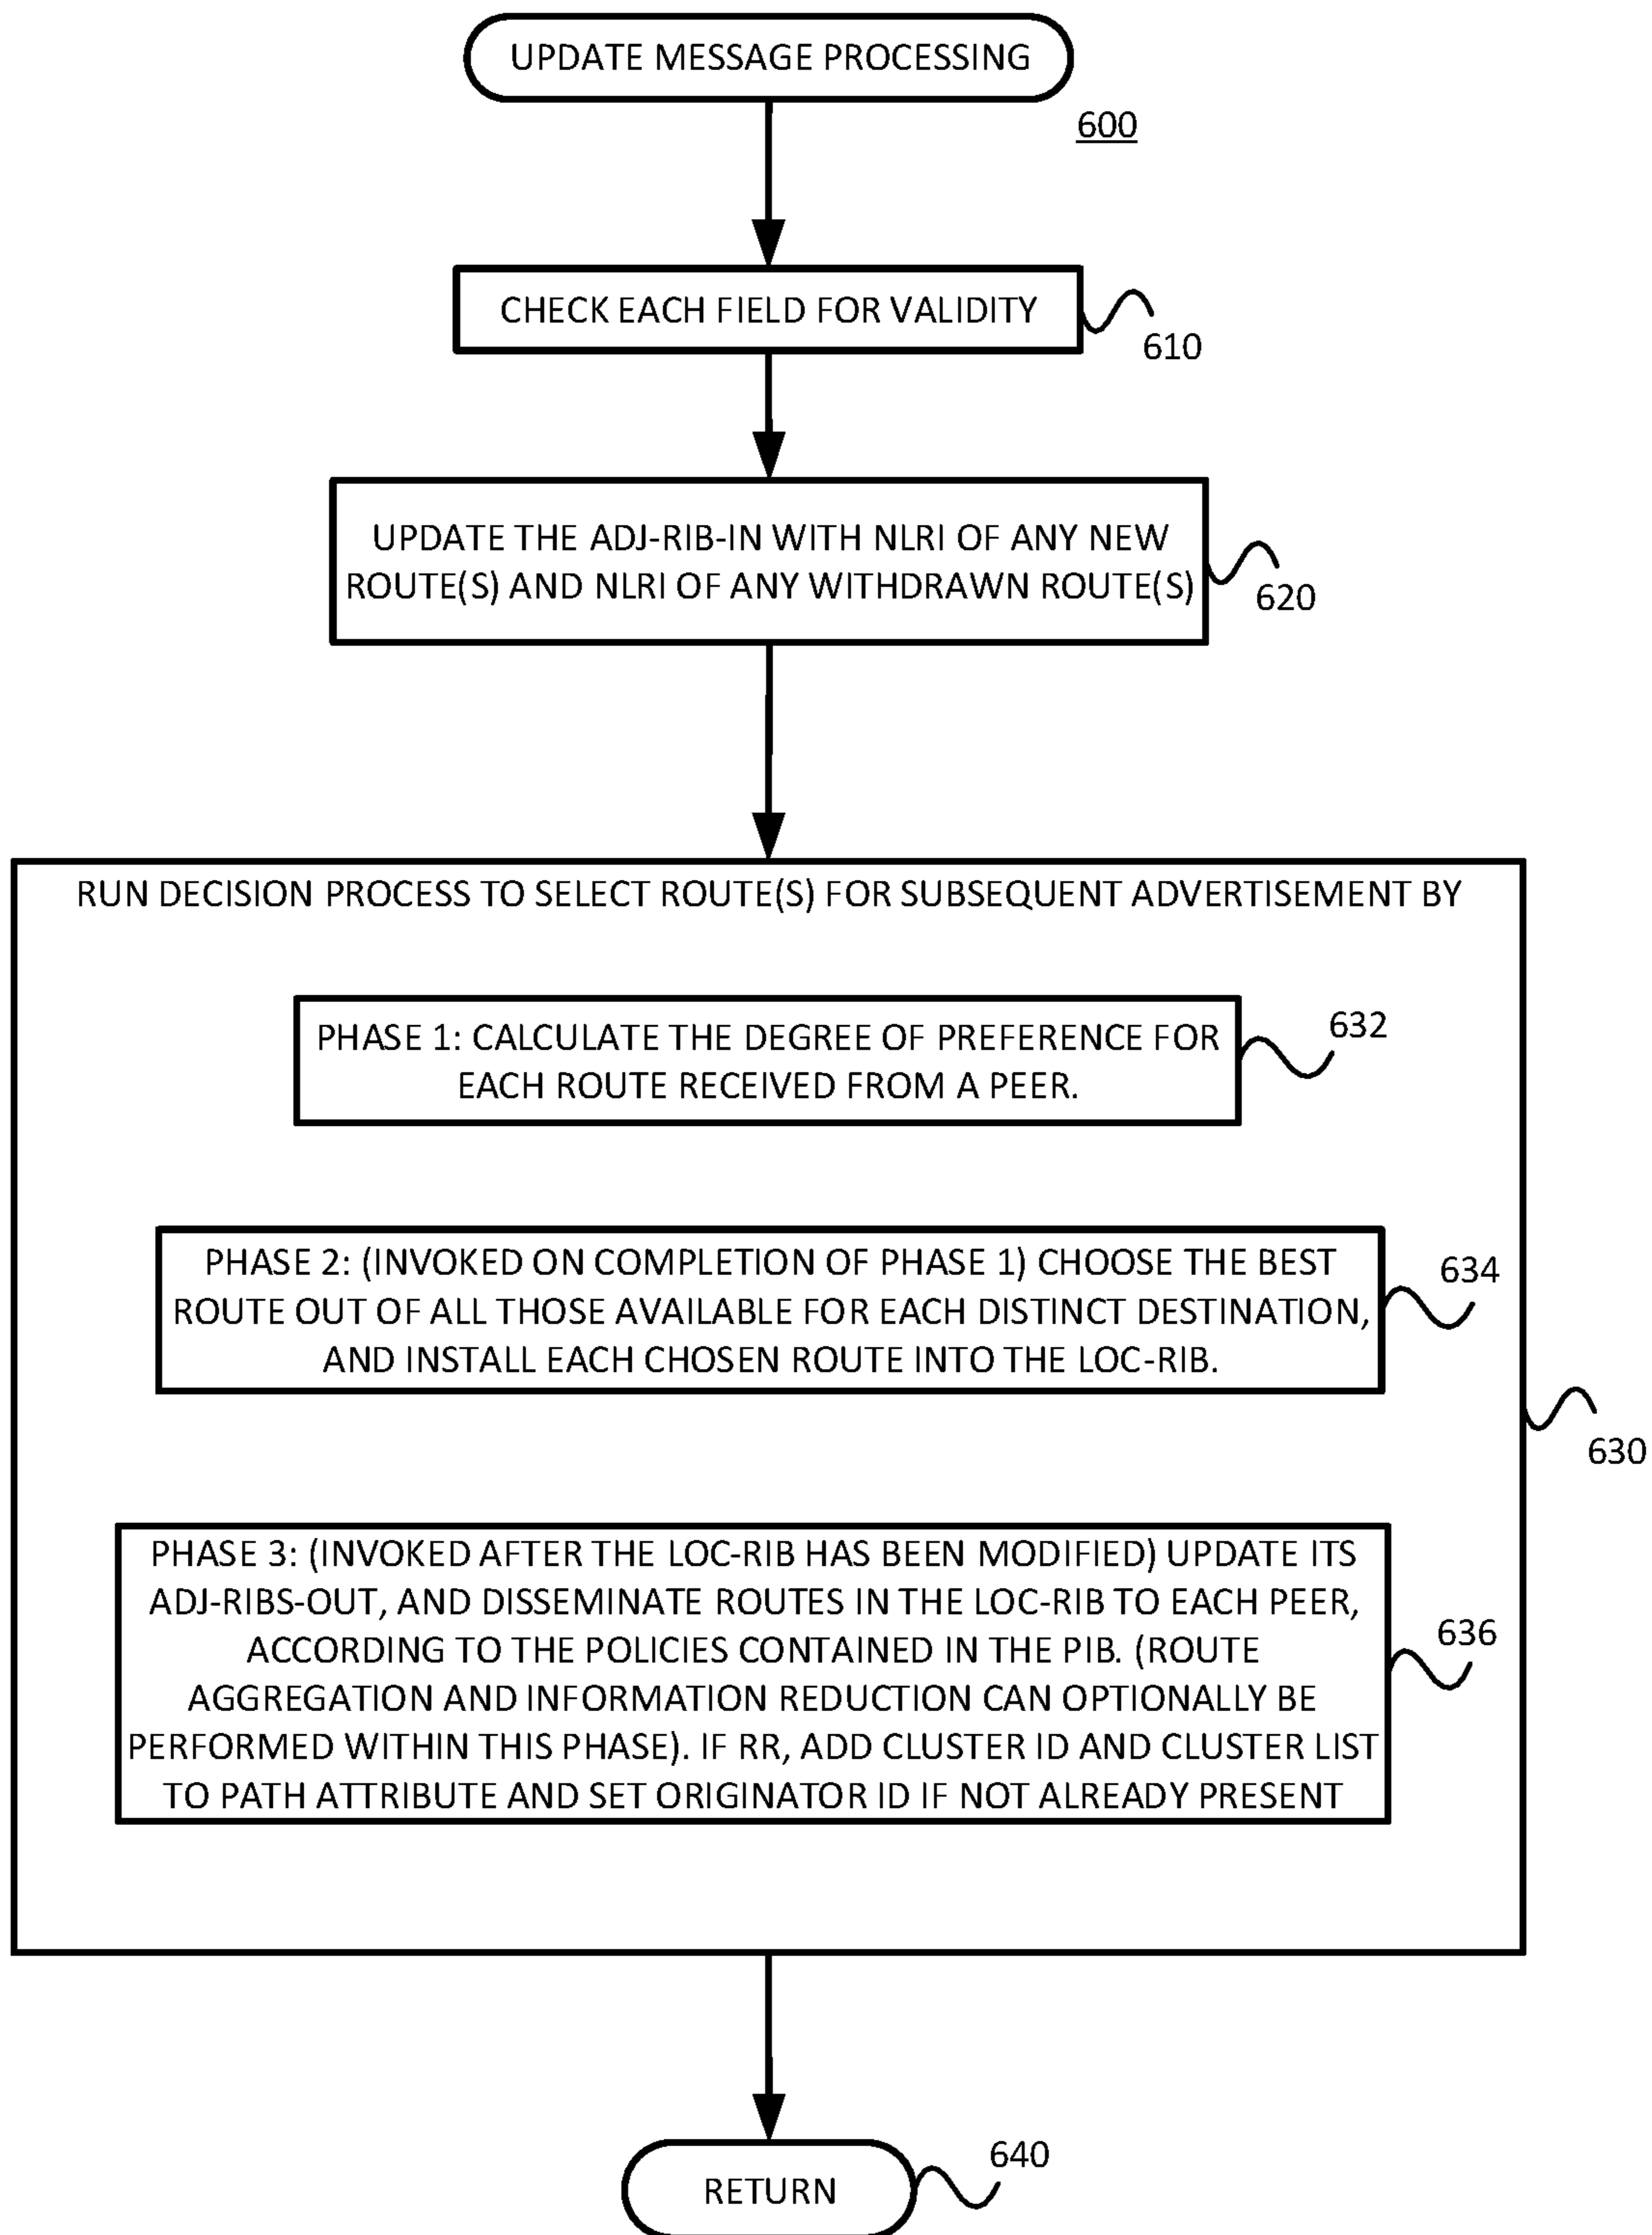 UPDATE MESSAGE PROCESSING
600
CHECK EACH FIELD FOR VALIDITY
610
UPDATE THE ADJ-RIB-IN WITH NLRI OF ANY NEW
ROUTE(S) AND NLRI OF ANY WITHDRAWN ROUTE(S)
620
RUN DECISION PROCESS TO SELECT ROUTE(S) FOR SUBSEQUENT ADVERTISEMENT BY
PHASE 1: CALCULATE THE DEGREE OF PREFERENCE FOR
EACH ROUTE RECEIVED FROM A PEER.
632
PHASE 2: (INVOKED ON COMPLETION OF PHASE 1) CHOOSE THE BEST
ROUTE OUT OF ALL THOSE AVAILABLE FOR EACH DISTINCT DESTINATION,
AND INSTALL EACH CHOSEN ROUTE INTO THE LOC-RIB.
634
630
PHASE 3: (INVOKED AFTER THE LOC-RIB HAS BEEN MODIFIED) UPDATE ITS
ADJ-RIBS-OUT, AND DISSEMINATE ROUTES IN THE LOC-RIB TO EACH PEER,
ACCORDING TO THE POLICIES CONTAINED IN THE PIB. (ROUTE
AGGREGATION AND INFORMATION REDUCTION CAN OPTIONALLY BE
PERFORMED WITHIN THIS PHASE). IF RR, ADD CLUSTER ID AND CLUSTER LIST
TO PATH ATTRIBUTE AND SET ORIGINATOR ID IF NOT ALREADY PRESENT
636
RETURN
640